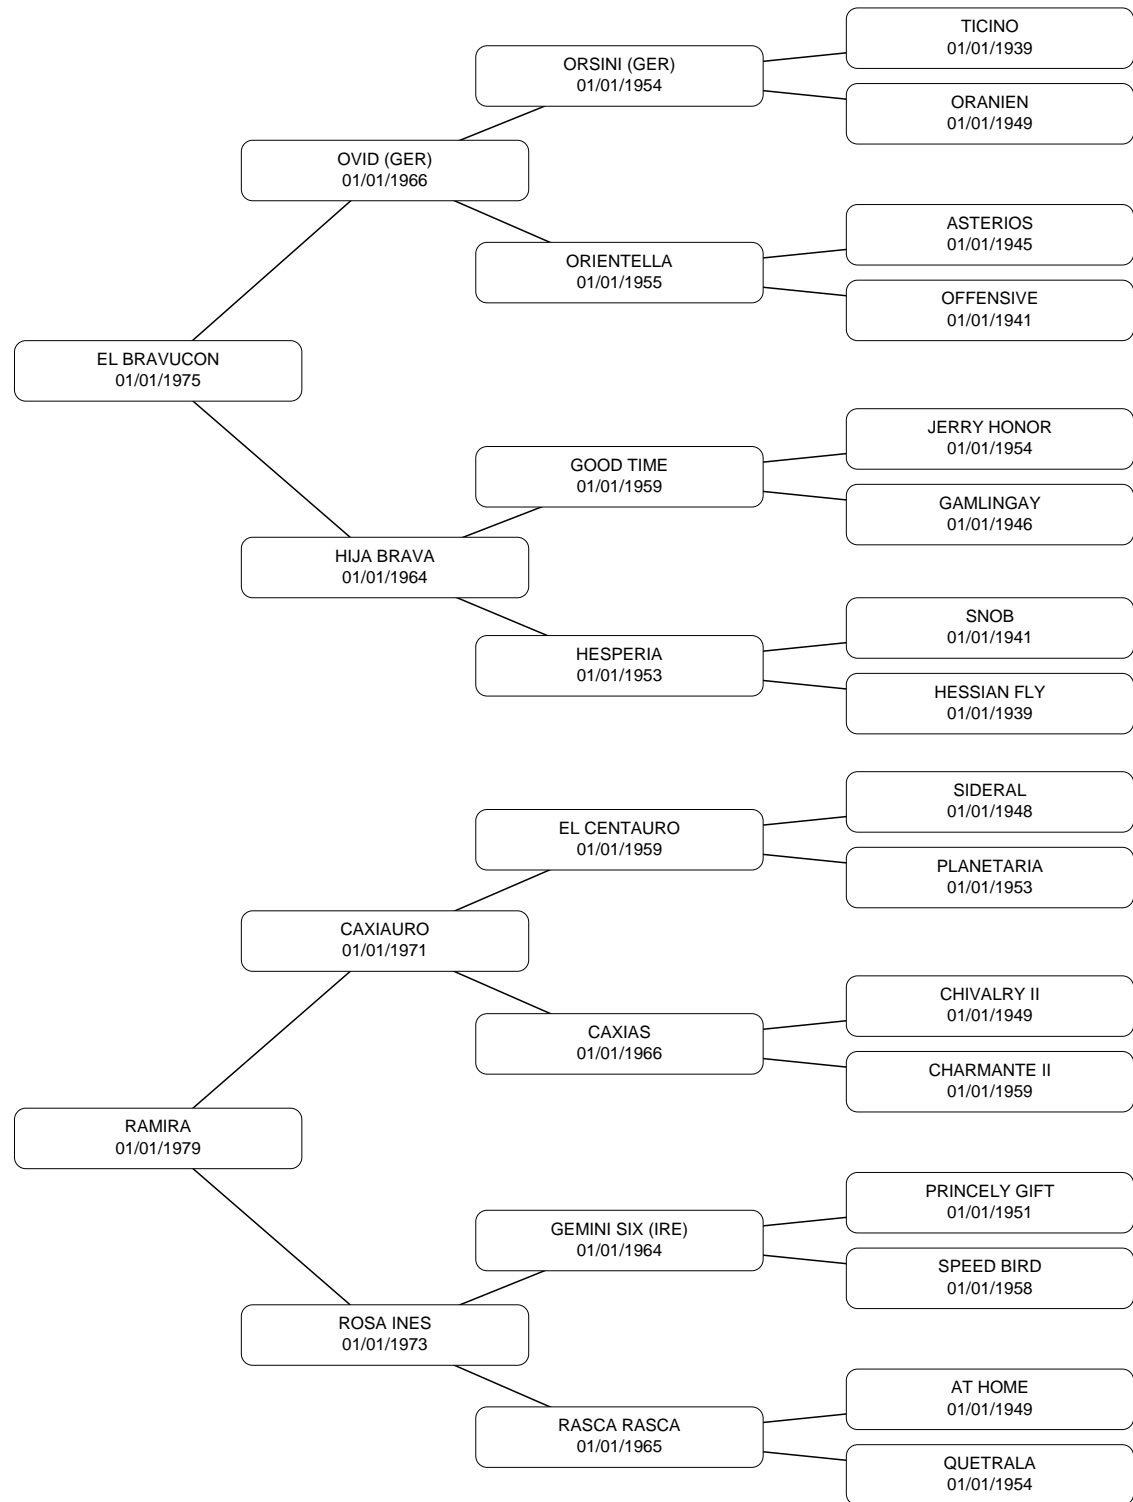 TICINO
01/01/1939
ORSINI (GER)
01/01/1954
ORANIEN
01/01/1949
OVID (GER)
01/01/1966
ASTERIOS
01/01/1945
ORIENTELLA
01/01/1955
OFFENSIVE
01/01/1941
EL BRAVUCON
01/01/1975
JERRY HONOR
01/01/1954
GOOD TIME
01/01/1959
GAMLINGAY
01/01/1946
HIJA BRAVA
01/01/1964
SNOB
01/01/1941
HESPERIA
01/01/1953
HESSIAN FLY
01/01/1939
SIDERAL
01/01/1948
EL CENTAURO
01/01/1959
PLANETARIA
01/01/1953
CAXIAURO
01/01/1971
CHIVALRY II
01/01/1949
CAXIAS
01/01/1966
CHARMANTE II
01/01/1959
RAMIRA
01/01/1979
PRINCELY GIFT
01/01/1951
GEMINI SIX (IRE)
01/01/1964
SPEED BIRD
01/01/1958
ROSA INES
01/01/1973
AT HOME
01/01/1949
RASCA RASCA
01/01/1965
QUETRALA
01/01/1954